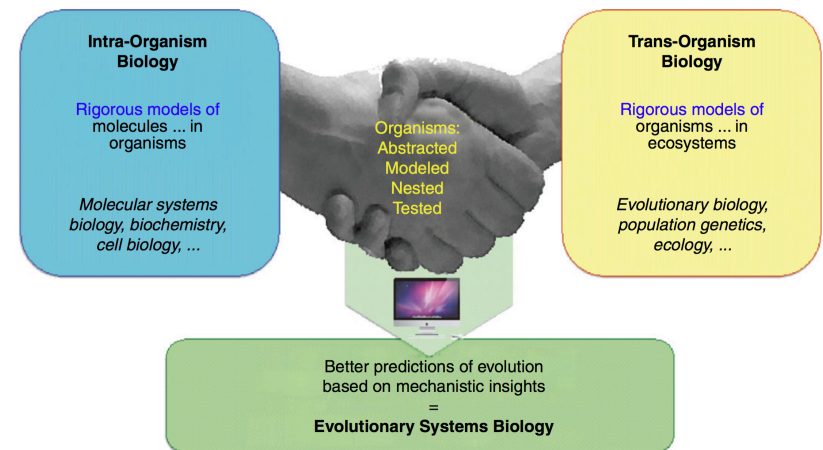 Intra-Organism
Biology
Rigorous models of
molecules ... in
organisms
Molecular systems
biology, biochemistry,
cell biology, ...
Organisms:
Abstracted
Modeled
Nested
Tested
Trans-Organism
Biology
Rigorous models of
organisms ... in
ecosystems
Evolutionary biology,
population genetics,
ecology, ...
Better predictions of evolution
based on mechanistic insights
=
Evolutionary Systems Biology